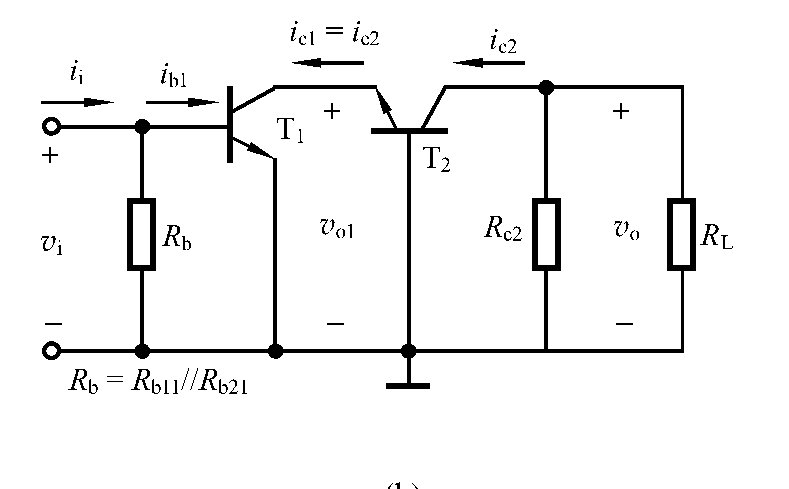 i_c1 = i_c2
i_c2
i_i
i_b1
+
+
T_1
+
T_2
v_i
R_b
v_o1
R_c2
v_o
R_L
−
−
−
R_b = R_b11//R_b21